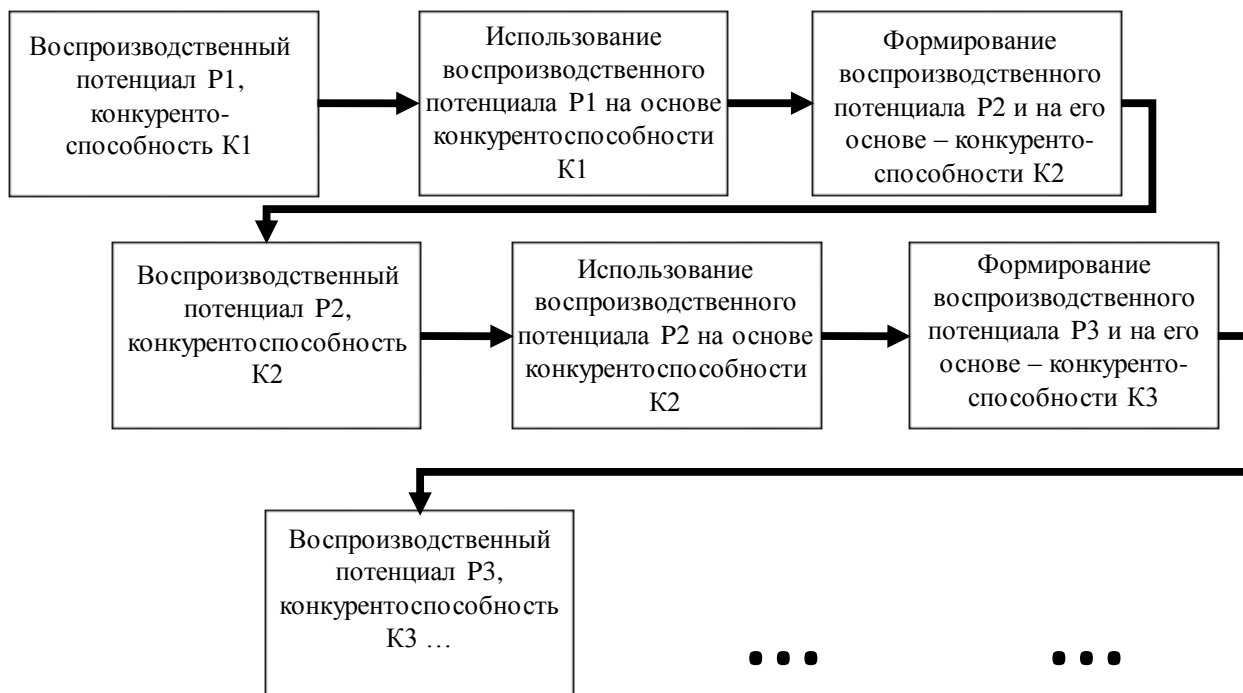 Воспроизводственный
потенциал Р1,
конкуренто-
способность К1
Использование
воспроизводственного
потенциала Р1 на основе
конкурентоспособности
К1
Формирование
воспроизводственного
потенциала Р2 и на его
основе – конкуренто-
способности К2
Воспроизводственный
потенциал Р2,
конкурентоспособность
К2
Использование
воспроизводственного
потенциала Р2 на основе
конкурентоспособности
К2
Формирование
воспроизводственного
потенциала Р3 и на его
основе – конкуренто-
способности К3
Воспроизводственный
потенциал Р3,
конкурентоспособность
К3 …
...
...